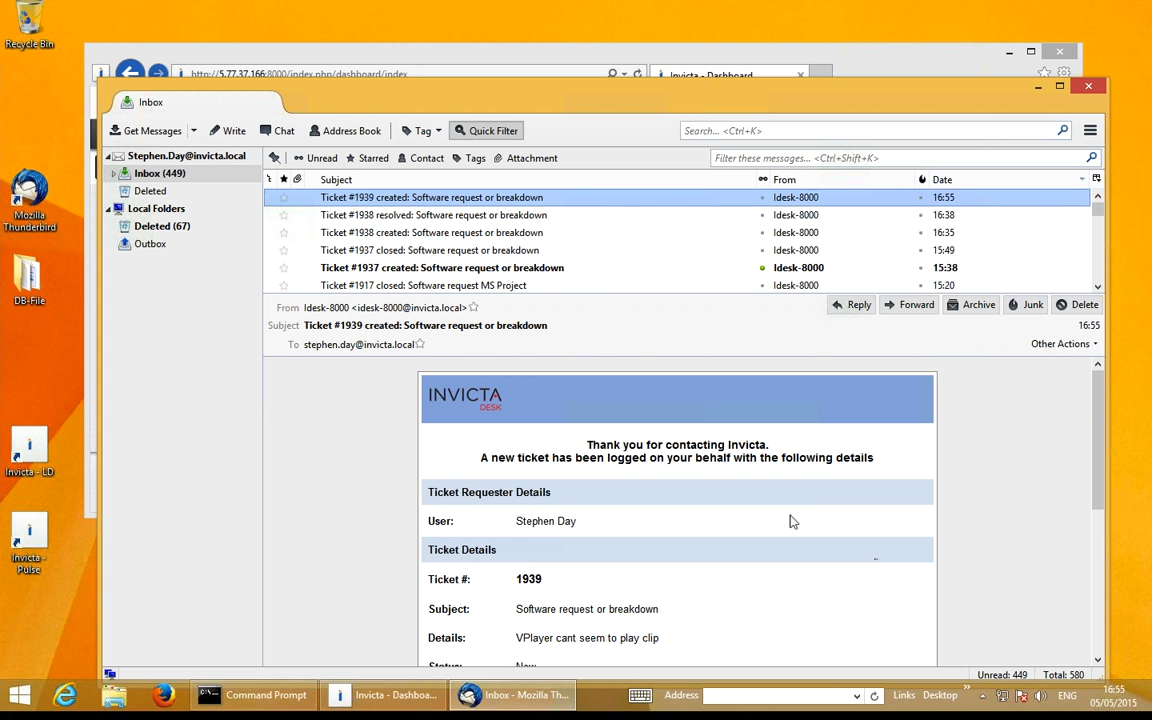 Recycle Bin
http://5.77.37.166:8000/index.php/dashboard/index
Invicta - Dashboard
Inbox
Get Messages
Write
Chat
Address Book
Tag
Quick Filter
Search... <Ctrl+K>
Stephen.Day@invicta.local
Inbox (449)
Deleted
Local Folders
Deleted (67)
Outbox
Unread
Starred
Contact
Tags
Attachment
Filter these messages... <Ctrl+Shift+K>
Subject From Date
Ticket #1939 created: Software request or breakdown Idesk-8000 16:55
Ticket #1938 resolved: Software request or breakdown Idesk-8000 16:38
Ticket #1938 created: Software request or breakdown Idesk-8000 16:35
Ticket #1937 closed: Software request or breakdown Idesk-8000 15:49
Ticket #1937 created: Software request or breakdown Idesk-8000 15:38
Ticket #1917 closed: Software request MS Project Idesk-8000 15:20
From Idesk-8000 <idesk-8000@invicta.local>
Reply
Forward
Archive
Junk
Delete
Subject Ticket #1939 created: Software request or breakdown 16:55
To stephen.day@invicta.local
Other Actions
INVICTA
DESK
Thank you for contacting Invicta.
A new ticket has been logged on your behalf with the following details
Ticket Requester Details
User: Stephen Day
Ticket Details
Ticket #: 1939
Subject: Software request or breakdown
Details: VPlayer cant seem to play clip
Status: New
Mozilla
Thunderbird
DB-File
Invicta - LD
Invicta -
Pulse
Unread: 449 Total: 580
Command Prompt
Invicta - Dashboa...
Inbox - Mozilla Th...
Address
Links
Desktop
ENG
16:55
05/05/2015